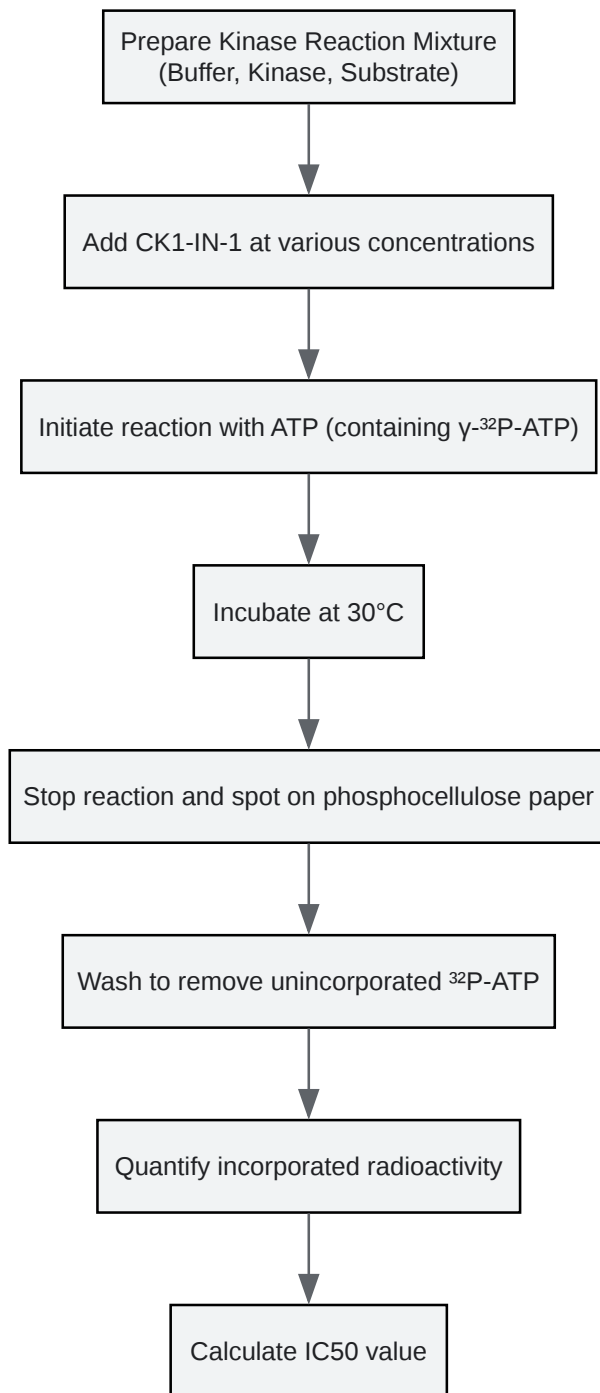 Prepare Kinase Reaction Mixture
(Buffer, Kinase, Substrate)
Add CK1-IN-1 at various concentrations
Initiate reaction with ATP (containing γ-³²P-ATP)
Incubate at 30°C
Stop reaction and spot on phosphocellulose paper
Wash to remove unincorporated ³²P-ATP
Quantify incorporated radioactivity
Calculate IC50 value